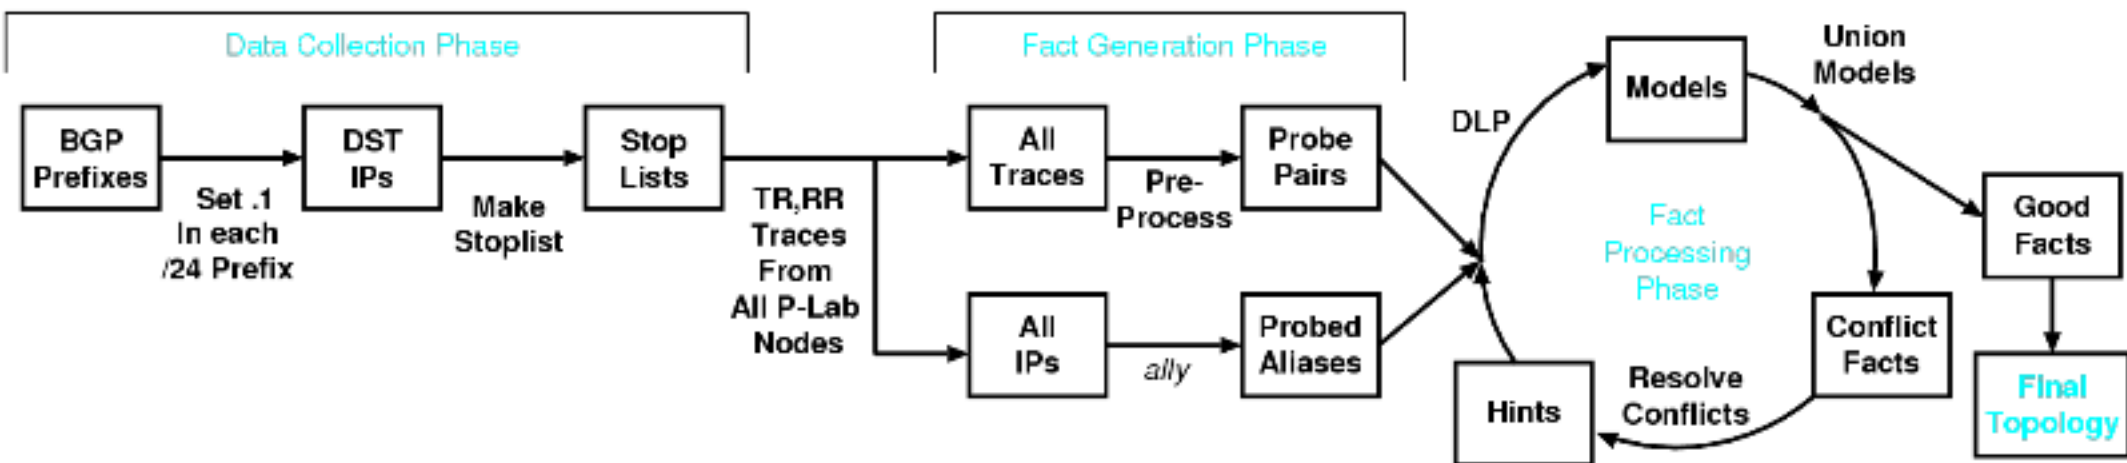 Data Collection Phase
BGP
Prefixes
Set .1
In each
/24 Prefix
DST
IPs
Make
Stoplist
Stop
Lists
TR,RR
Traces
From
All P-Lab
Nodes
Fact Generation Phase
All
Traces
Pre-
Process
Probe
Pairs
All
IPs
ally
Probed
Aliases
DLP
Models
Union
Models
Fact
Processing
Phase
Good
Facts
Conflict
Facts
Resolve
Conflicts
Hints
FInal
Topology